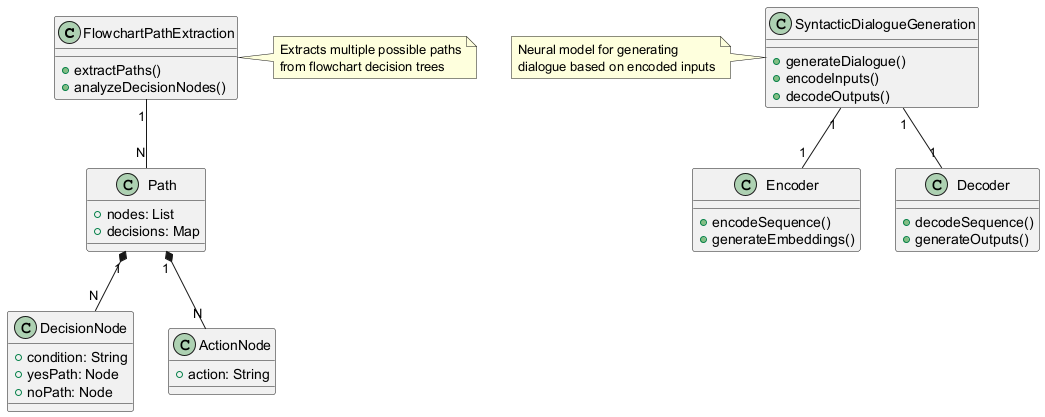 C FlowchartPathExtraction
extractPaths()
analyzeDecisionNodes()
Extracts multiple possible paths
from flowchart decision trees
Neural model for generating
dialogue based on encoded inputs
C SyntacticDialogueGeneration
generateDialogue()
encodeInputs()
decodeOutputs()
1
N
1
1
1
1
C Path
nodes: List
decisions: Map
C Encoder
encodeSequence()
generateEmbeddings()
C Decoder
decodeSequence()
generateOutputs()
1
N
1
N
C DecisionNode
condition: String
yesPath: Node
noPath: Node
C ActionNode
action: String